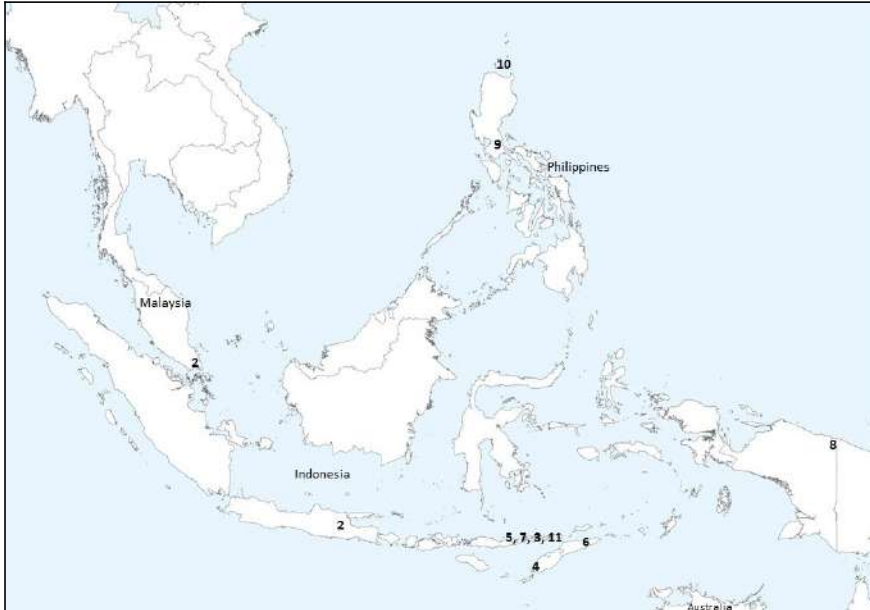 10
9
Philippines
Malaysia
2
8
Indonesia
2
5, 7, 3, 11
6
4
Australia